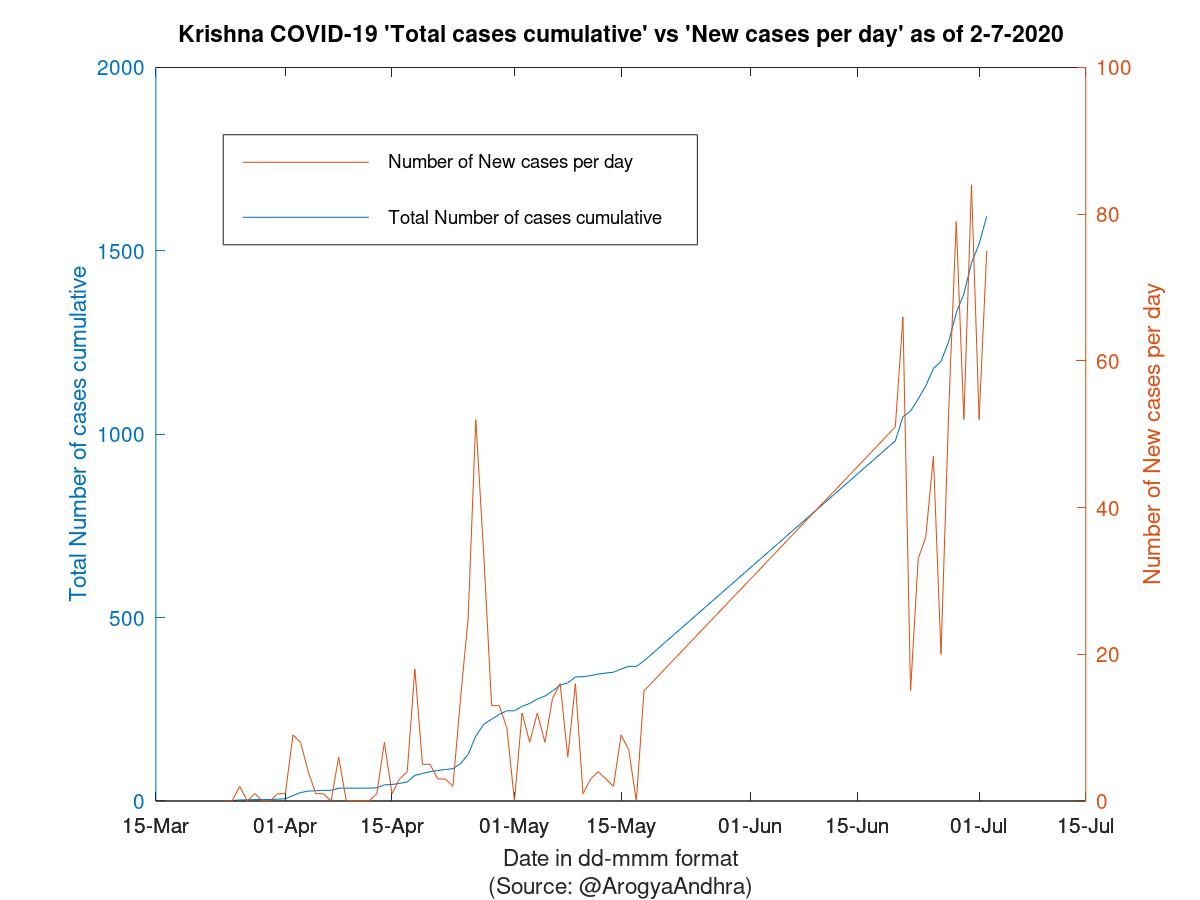 Krishna COVID-19 'Total cases cumulative' vs 'New cases per day' as of 2-7-2020
2000
1500
1000
500
0
Total Number of cases cumulative
Number of New cases per day
Total Number of cases cumulative
100
80
60
40
20
0
Number of New cases per day
15-Mar 01-Apr 15-Apr 01-May 15-May 01-Jun 15-Jun 01-Jul 15-Jul
Date in dd-mmm format
(Source: @ArogyaAndhra)